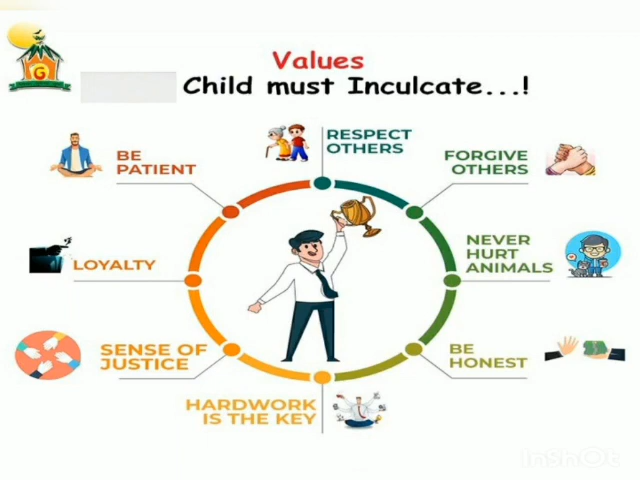 Values
Child must Inculcate...!
RESPECT
OTHERS
FORGIVE
OTHERS
NEVER
HURT
ANIMALS
BE
HONEST
HARDWORK
IS THE KEY
SENSE OF
JUSTICE
LOYALTY
BE
PATIENT
G
InShOt